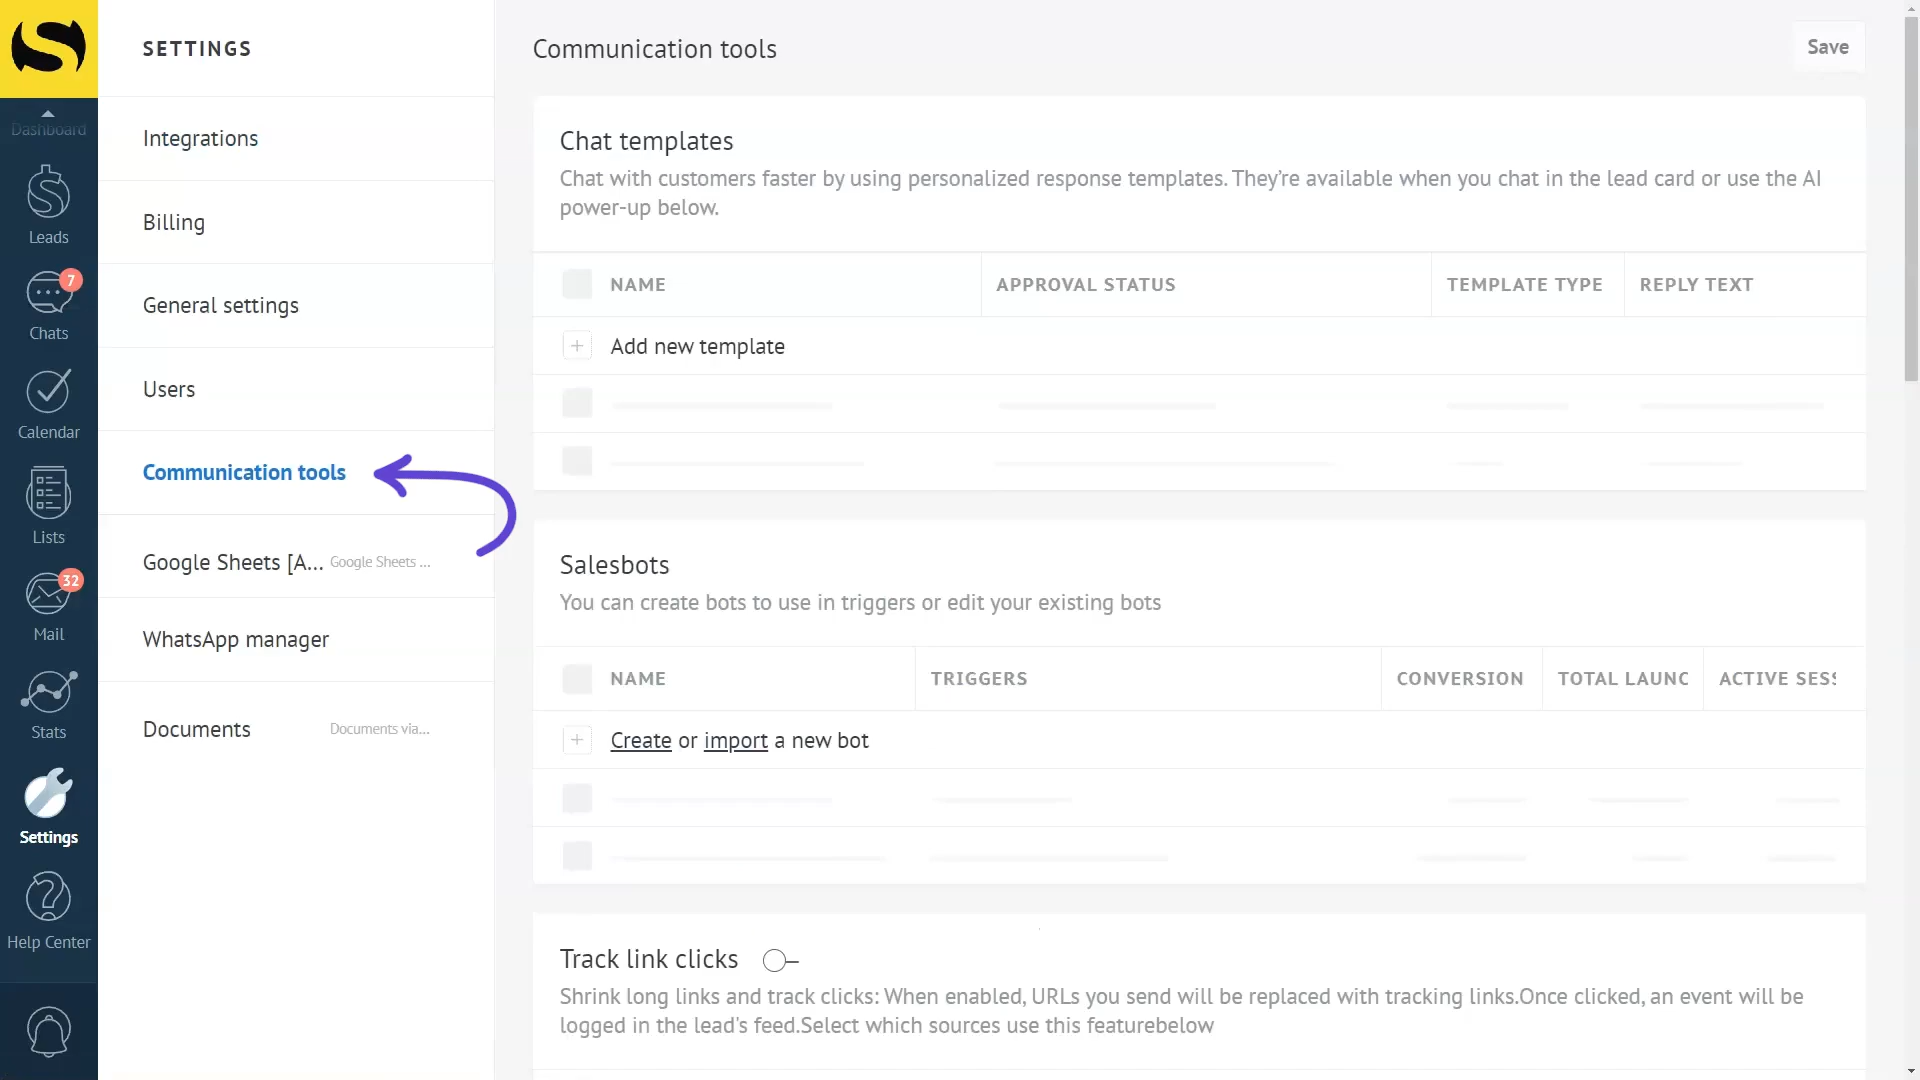 Dashboard
Leads
7
Chats
Calendar
Lists
32
Mail
Stats
Settings
Help Center
SETTINGS
Integrations
Billing
General settings
Users
Communication tools
Google Sheets [A... Google Sheets ...
WhatsApp manager
Documents Documents via...
Communication tools
Save
Chat templates
Chat with customers faster by using personalized response templates. They’re available when you chat in the lead card or use the AI
power-up below.
NAME APPROVAL STATUS TEMPLATE TYPE REPLY TEXT
Add new template
Salesbots
You can create bots to use in triggers or edit your existing bots
NAME TRIGGERS CONVERSION TOTAL LAUNC ACTIVE SES
Create or import a new bot
Track link clicks
Shrink long links and track clicks: When enabled, URLs you send will be replaced with tracking links.Once clicked, an event will be
logged in the lead's feed.Select which sources use this featurebelow